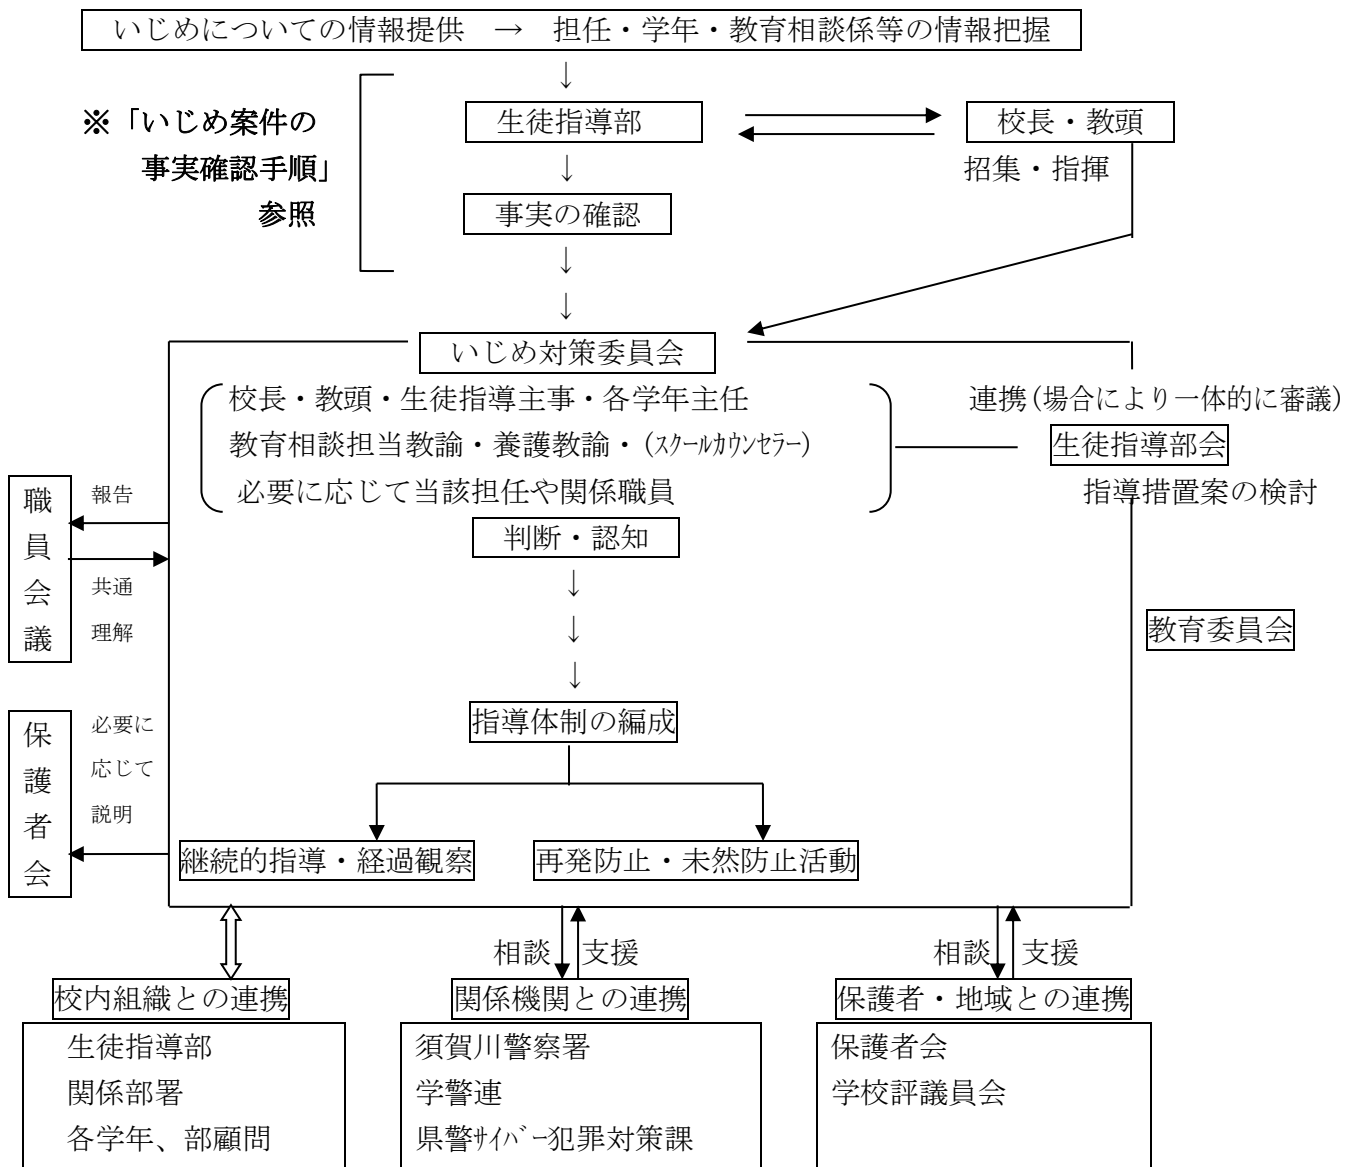 いじめについての情報提供　→　担任・学年・教育相談係等の情報把握
↓
※「いじめ案件の
事実確認手順」
参照
生徒指導部
校長・教頭
招集・指揮
↓
事実の確認
↓
↓
いじめ対策委員会
校長・教頭・生徒指導主事・各学年主任
教育相談担当教諭・養護教諭・(ｽｸｰﾙｶｳﾝｾﾗｰ)
必要に応じて当該担任や関係職員
連携(場合により一体的に審議)
生徒指導部会
指導措置案の検討
職員会議
報告
共通
理解
判断・認知
↓
↓
↓
教育委員会
指導体制の編成
保護者会
必要に
応じて
説明
継続的指導・経過観察
再発防止・未然防止活動
相談
支援
相談
支援
校内組織との連携
生徒指導部
関係部署
各学年、部顧問
関係機関との連携
須賀川警察署
学警連
県警ｻｲﾊﾞｰ犯罪対策課
保護者・地域との連携
保護者会
学校評議員会